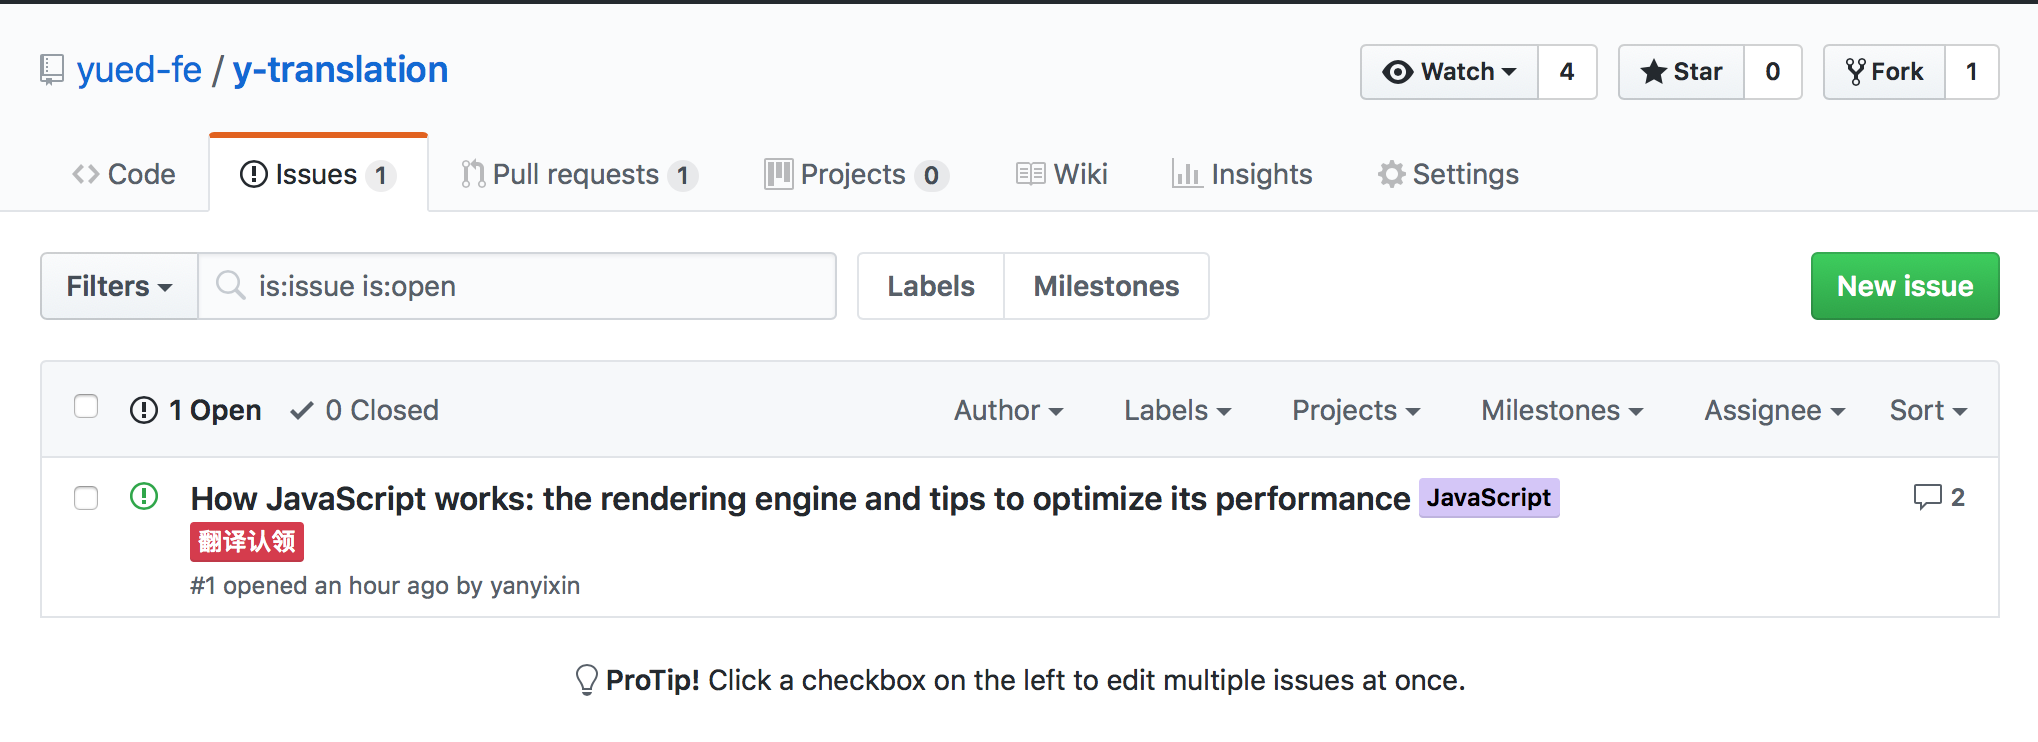 yued-fe / y-translation
Watch 4 Star 0 Fork 1
Code Issues 1 Pull requests 1 Projects 0 Wiki Insights Settings
Filters is:issue is:open Labels Milestones New issue
1 Open 0 Closed Author Labels Projects Milestones Assignee Sort
How JavaScript works: the rendering engine and tips to optimize its performance JavaScript 2
翻译认领
#1 opened an hour ago by yanyixin
ProTip! Click a checkbox on the left to edit multiple issues at once.